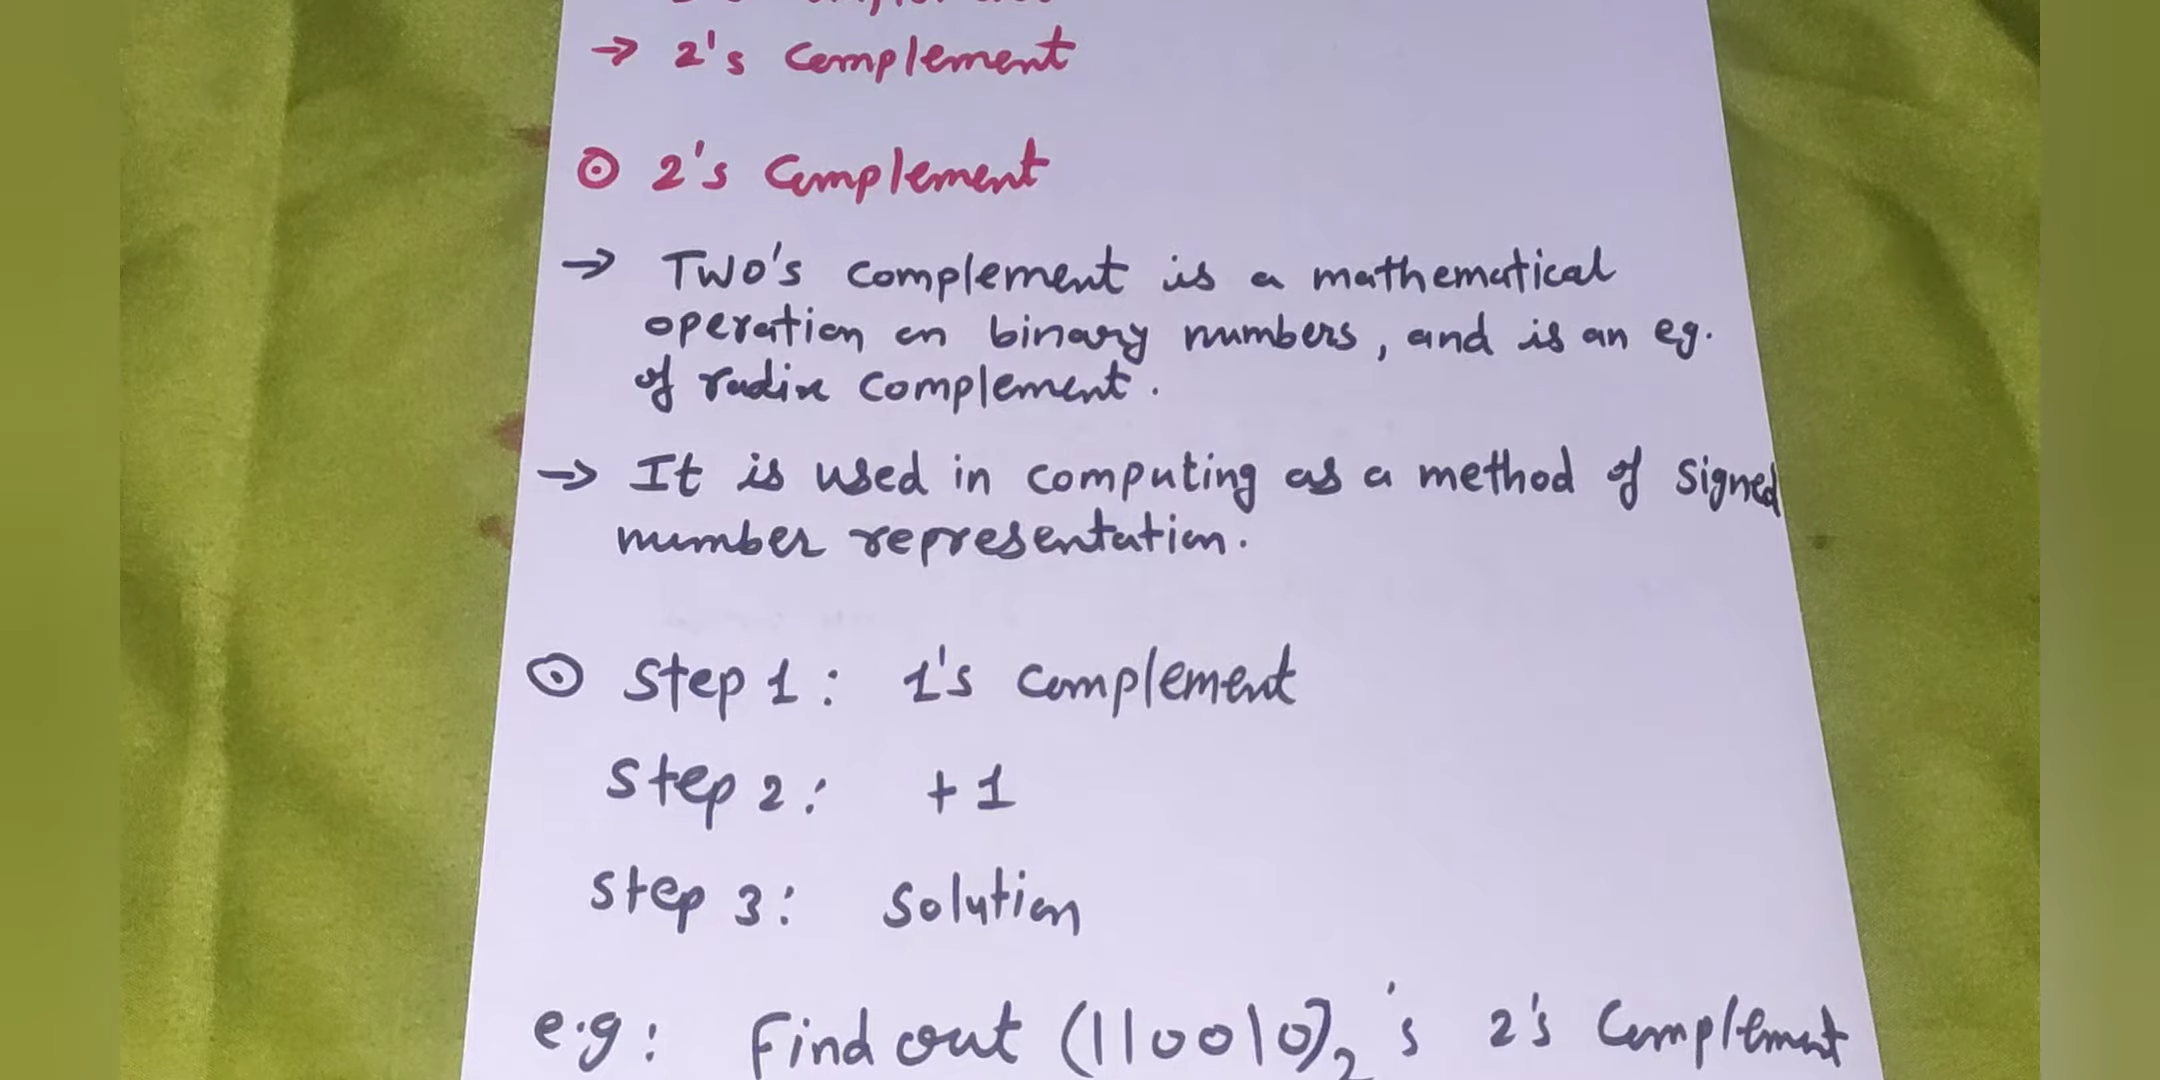 → 2's Complement
⊙ 2's Complement
→ Two's complement is a mathematical
operation on binary numbers, and is an eg.
of radix complement.
→ It is used in computing as a method of signed
number representation.
⊙ Step 1: 1's complement
Step 2: +1
Step 3: Solution
e.g: Find out (110010)₂'s 2's Complement